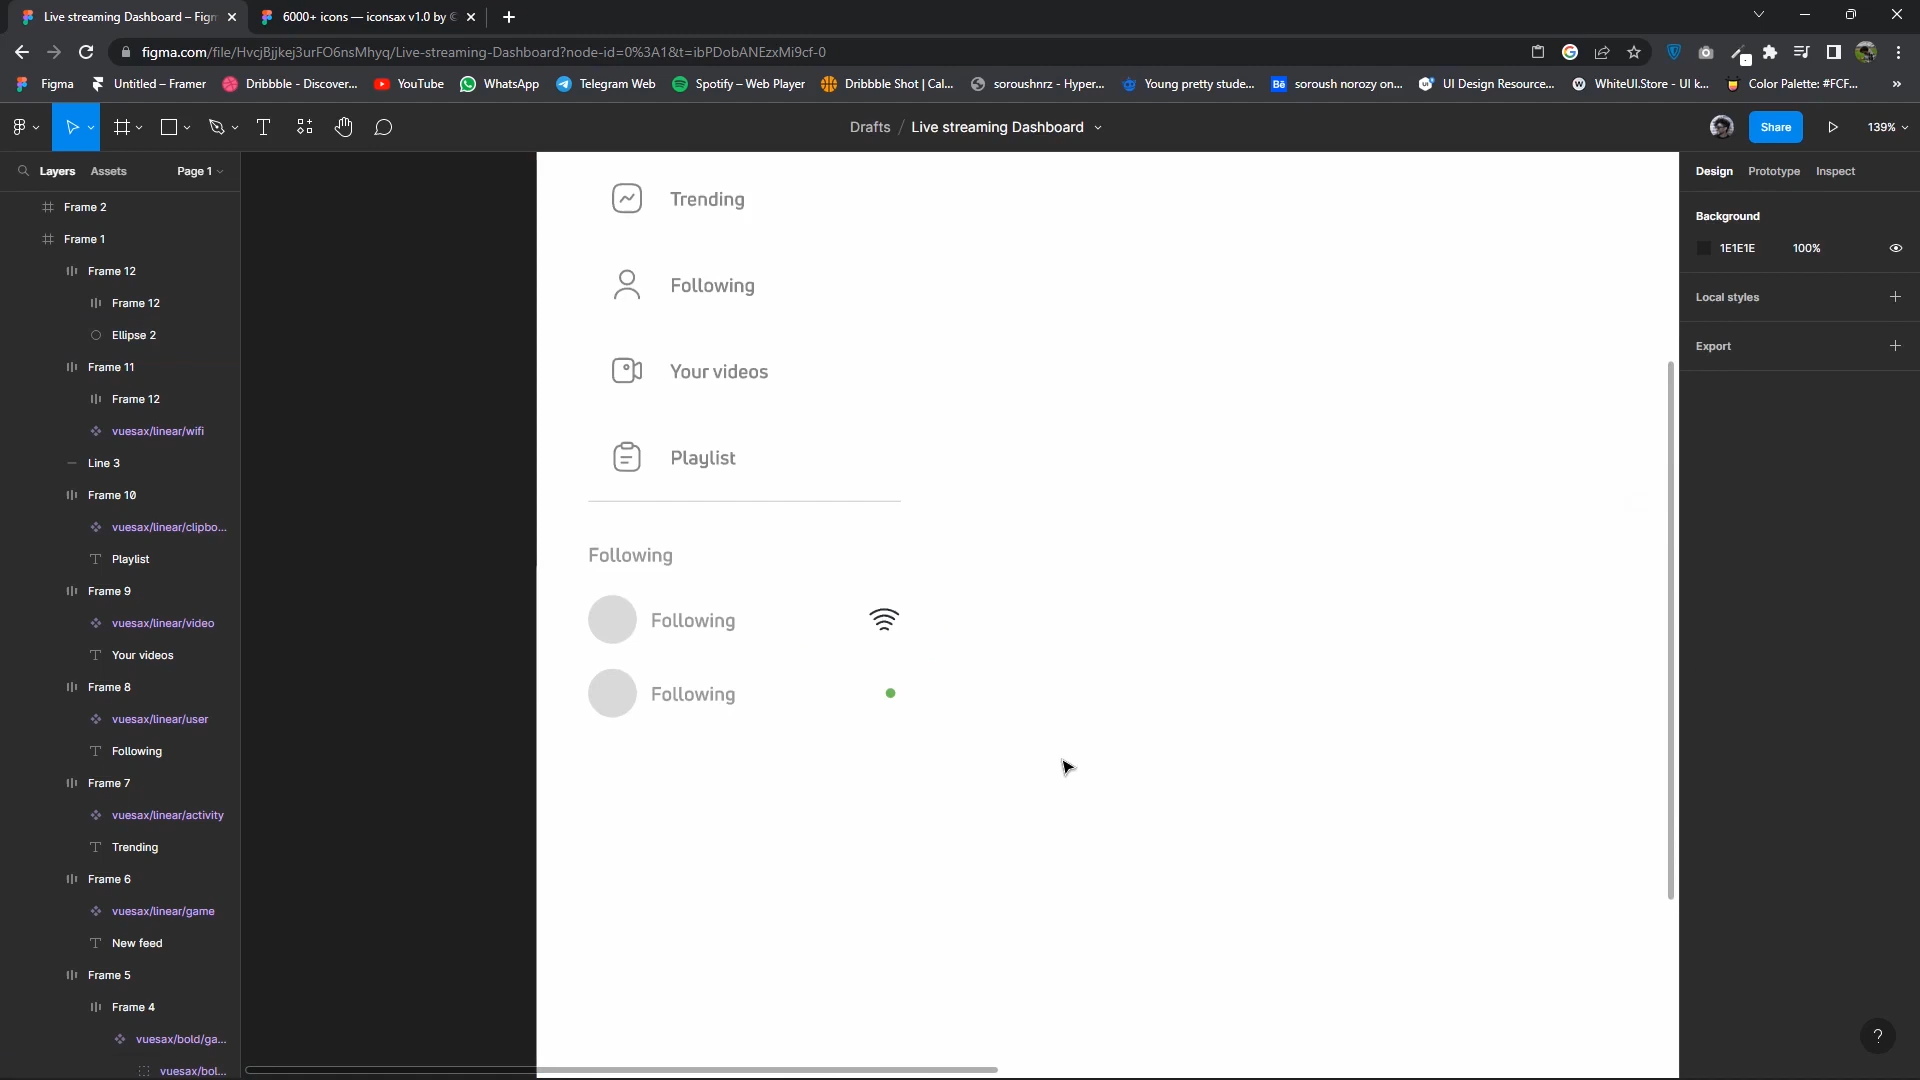 Live streaming Dashboard – Figm
6000+ icons — iconsax v1.0 by
figma.com/file/HvcjBjjkej3urFO6nsMhyq/Live-streaming-Dashboard?node-id=0%3A1&t=ibPDobANEzxMi9cf-0
Figma
Untitled – Framer
Dribbble - Discover...
YouTube
WhatsApp
Telegram Web
Spotify – Web Player
Dribbble Shot | Cal...
soroushnrz - Hyper...
Young pretty stude...
Bē
soroush norozy on...
UI Design Resource...
WhiteUI.Store - UI k...
Color Palette: #FCF...
»
Drafts / Live streaming Dashboard
Share
139%
Layers
Assets
Page 1
Design
Prototype
Inspect
Frame 2
Frame 1
Frame 12
Frame 12
Ellipse 2
Frame 11
Frame 12
vuesax/linear/wifi
Line 3
Frame 10
vuesax/linear/clipbo...
Playlist
Frame 9
vuesax/linear/video
Your videos
Frame 8
vuesax/linear/user
Following
Frame 7
vuesax/linear/activity
Trending
Frame 6
vuesax/linear/game
New feed
Frame 5
Frame 4
vuesax/bold/ga...
vuesax/bol...
Trending
Following
Your videos
Playlist
Following
Following
Following
Background
1E1E1E
100%
Local styles
Export
?